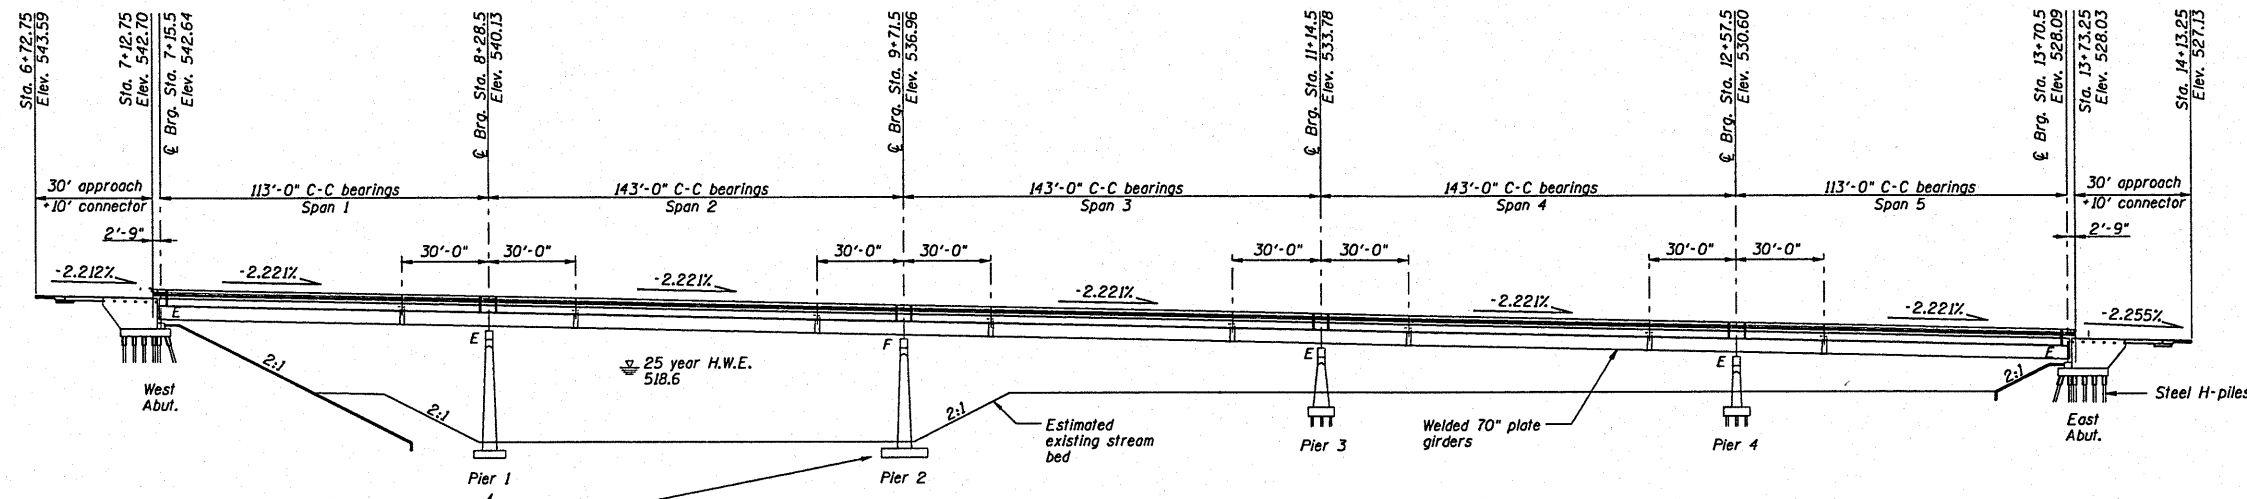 Sta. 6+72.75
Elev. 543.59
Sta. 7+12.75
Elev. 542.70
℄ Brg. Sta. 7+15.5
Elev. 542.64
℄ Brg. Sta. 8+28.5
Elev. 540.13
℄ Brg. Sta. 9+71.5
Elev. 536.96
℄ Brg. Sta. 11+14.5
Elev. 533.78
℄ Brg. Sta. 12+57.5
Elev. 530.60
℄ Brg. Sta. 13+70.5
Elev. 528.09
Sta. 13+73.25
Elev. 528.03
Sta. 14+13.25
Elev. 527.13
30' approach
+10' connector
113'-0" C-C bearings
Span 1
143'-0" C-C bearings
Span 2
143'-0" C-C bearings
Span 3
143'-0" C-C bearings
Span 4
113'-0" C-C bearings
Span 5
30' approach
+10' connector
2'-9"
30'-0"
30'-0"
30'-0"
30'-0"
30'-0"
30'-0"
30'-0"
30'-0"
2'-9"
-2.212%
-2.221%
-2.221%
-2.221%
-2.221%
-2.221%
-2.255%
E
E
F
E
E
E
2:1
25 year H.W.E.
518.6
2:1
2:1
2:1
West
Abut.
Estimated
existing stream
bed
Welded 70" plate
girders
Steel H-piles
East
Abut.
Pier 1
Pier 2
Pier 3
Pier 4